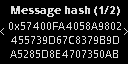 Message hash (1/2)
0x57400FA4058A9802
< 455739D67C8379B9D >
A5285D8E4707350AB